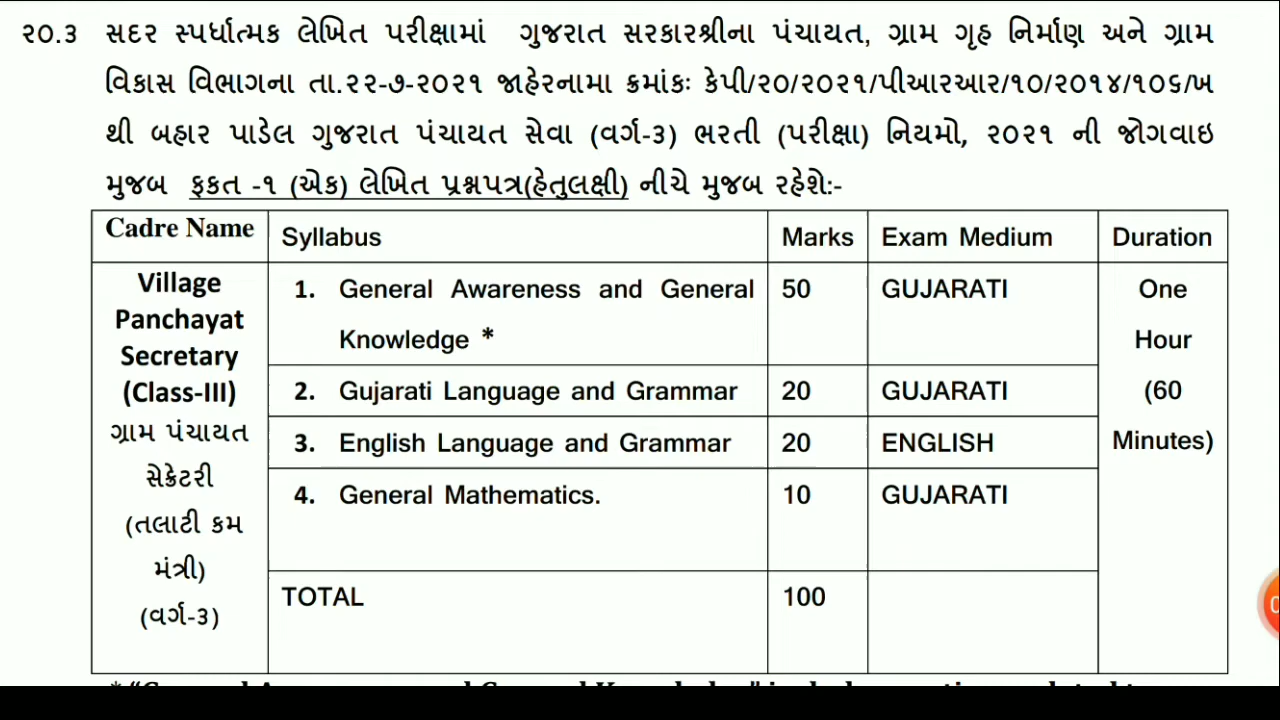 ૨૦.૩ સદર સ્પર્ધાત્મક લેખિત પરીક્ષામાં ગુજરાત સરકારશ્રીના પંચાયત, ગ્રામ ગૃહ નિર્માણ અને ગ્રામ
વિકાસ વિભાગના તા.૨૨-૭-૨૦૨૧ જાહેરનામા ક્રમાંકઃ કેપી/૨૦/૨૦૨૧/પીઆરઆર/૧૦/૨૦૧૪/૧૦૬/ખ
થી બહાર પાડેલ ગુજરાત પંચાયત સેવા (વર્ગ-૩) ભરતી (પરીક્ષા) નિયમો, ૨૦૨૧ ની જોગવાઇ
મુજબ ફકત -૧ (એક) લેખિત પ્રશ્નપત્ર(હેતુલક્ષી) નીચે મુજબ રહેશેઃ-
Cadre Name Syllabus Marks Exam Medium Duration
Village
Panchayat
Secretary
(Class-III)
ગ્રામ પંચાયત
સેક્રેટરી
(તલાટી કમ
મંત્રી)
(વર્ગ-૩)
1. General Awareness and General
Knowledge *
50 GUJARATI
2. Gujarati Language and Grammar 20 GUJARATI
3. English Language and Grammar 20 ENGLISH
4. General Mathematics. 10 GUJARATI
TOTAL 100
One
Hour
(60
Minutes)